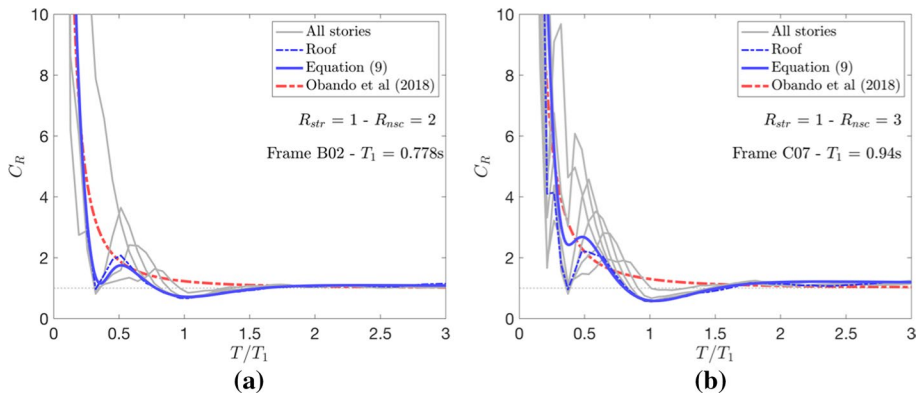 10
8
6
4
2
0
C_R
All stories
Roof
Equation (9)
Obando et al (2018)
R_str = 1 - R_nsc = 2
Frame B02 - T_1 = 0.778s
0 0.5 1 1.5 2 2.5 3
T/T_1
(a)
10
8
6
4
2
0
C_R
All stories
Roof
Equation (9)
Obando et al (2018)
R_str = 1 - R_nsc = 3
Frame C07 - T_1 = 0.94s
0 0.5 1 1.5 2 2.5 3
T/T_1
(b)